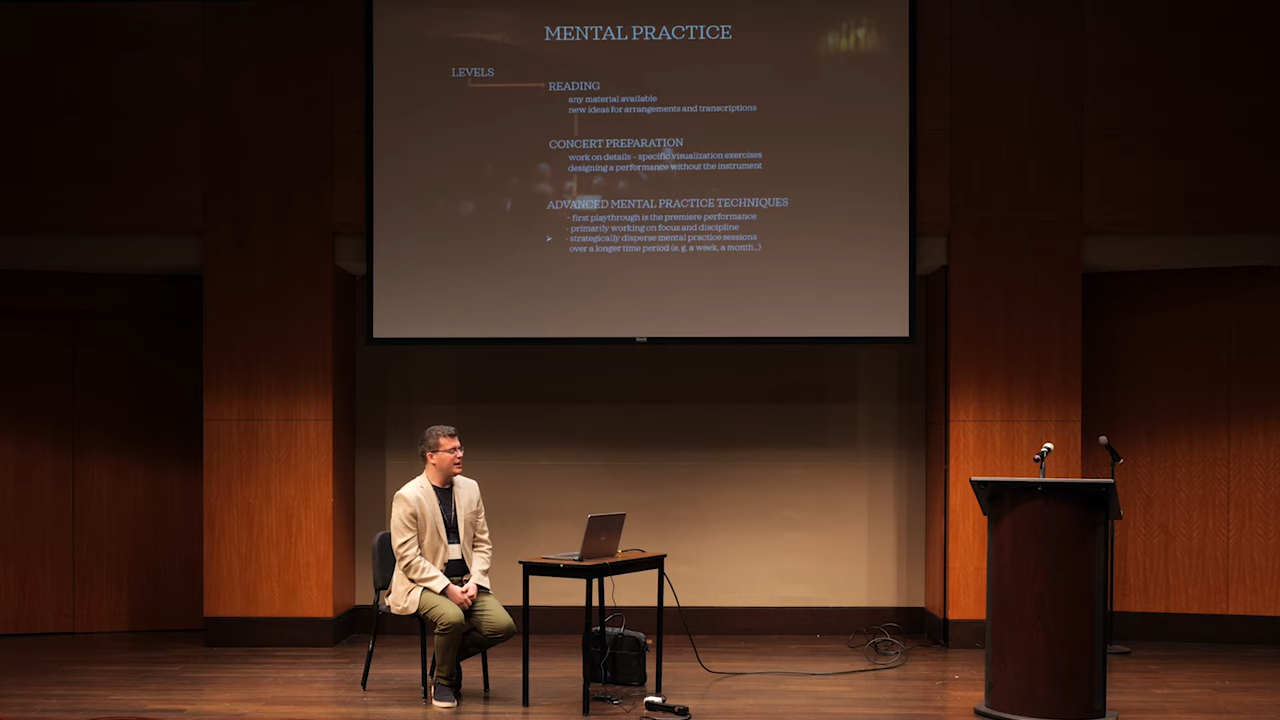 MENTAL PRACTICE
LEVELS
READING
any material available
new ideas for arrangements and transcriptions
CONCERT PREPARATION
work on details - specific visualization exercises
designing a performance without the instrument
ADVANCED MENTAL PRACTICE TECHNIQUES
- first playthrough is the premiere performance
- primarily working on focus and discipline
- strategically disperse mental practice sessions
over a longer time period (e. g. a week, a month...)